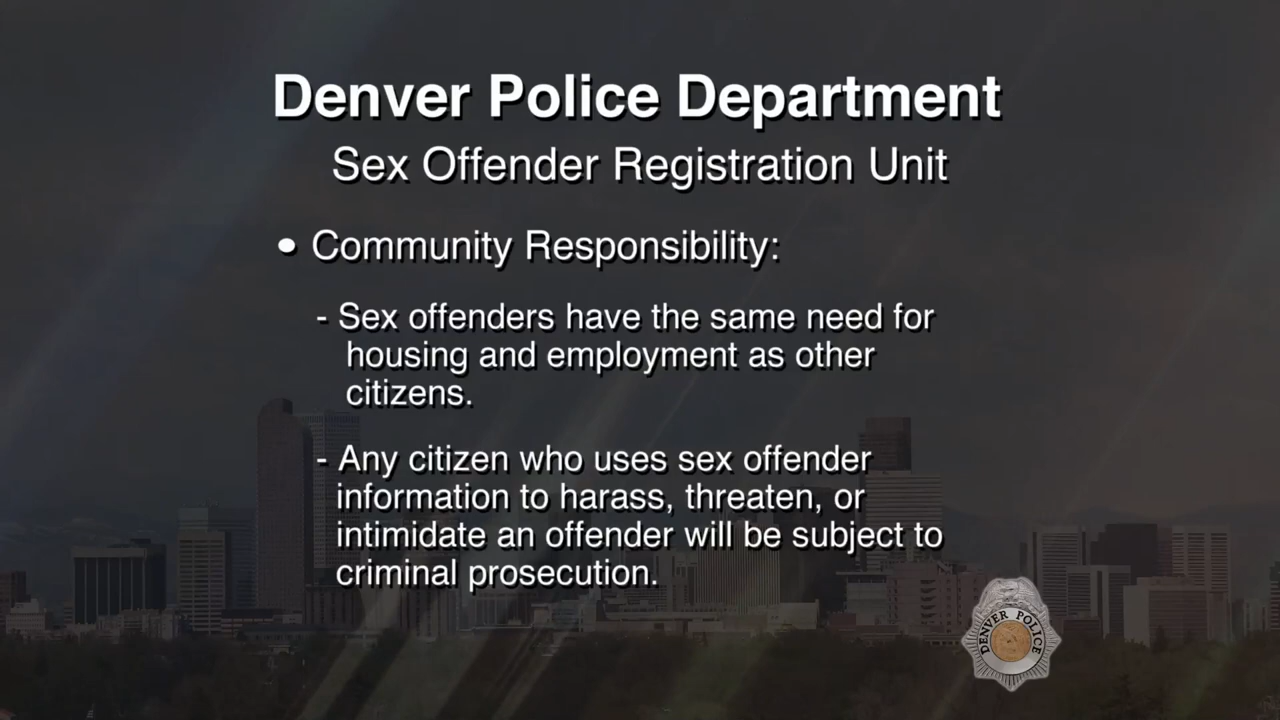 Denver Police Department
Sex Offender Registration Unit
• Community Responsibility:
- Sex offenders have the same need for
housing and employment as other
citizens.
- Any citizen who uses sex offender
information to harass, threaten, or
intimidate an offender will be subject to
criminal prosecution.
DENVER POLICE